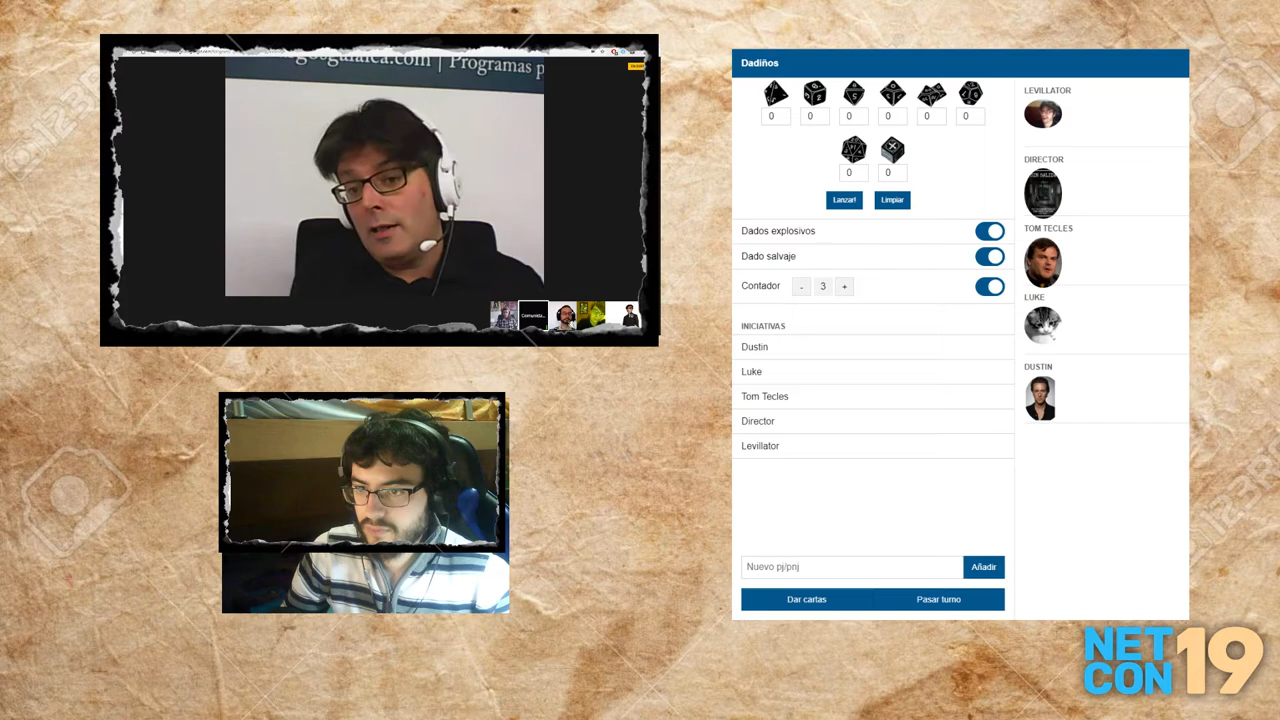 gosgalaica.com | Programas p
Comunida...
Dadiños
0 0 0 0 0 0
0 0
Lanzar!
Limpiar
Dados explosivos
Dado salvaje
Contador - 3 +
INICIATIVAS
Dustin
Luke
Tom Tecles
Director
Levillator
Nuevo pj/pnj
Añadir
Dar cartas
Pasar turno
LEVILLATOR
DIRECTOR
TOM TECLES
LUKE
DUSTIN
NET
CON 19